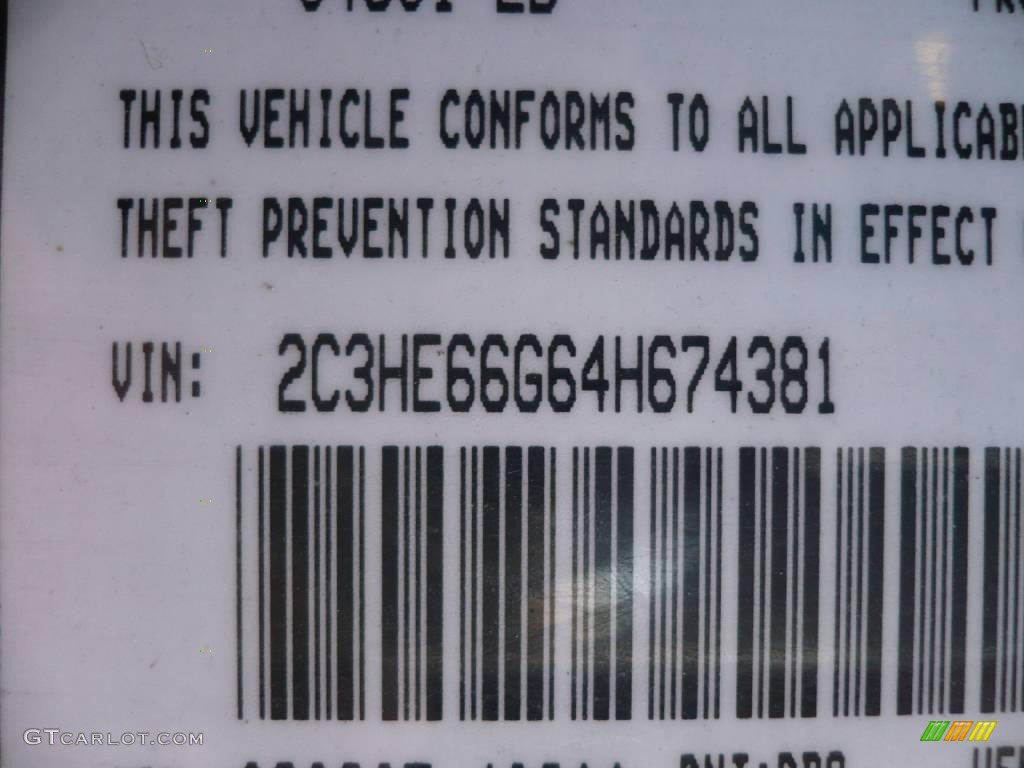 THIS VEHICLE CONFORMS TO ALL APPLICAB
THEFT PREVENTION STANDARDS IN EFFECT
VIN: 2C3HE66G64H674381
GTCARLOT.COM